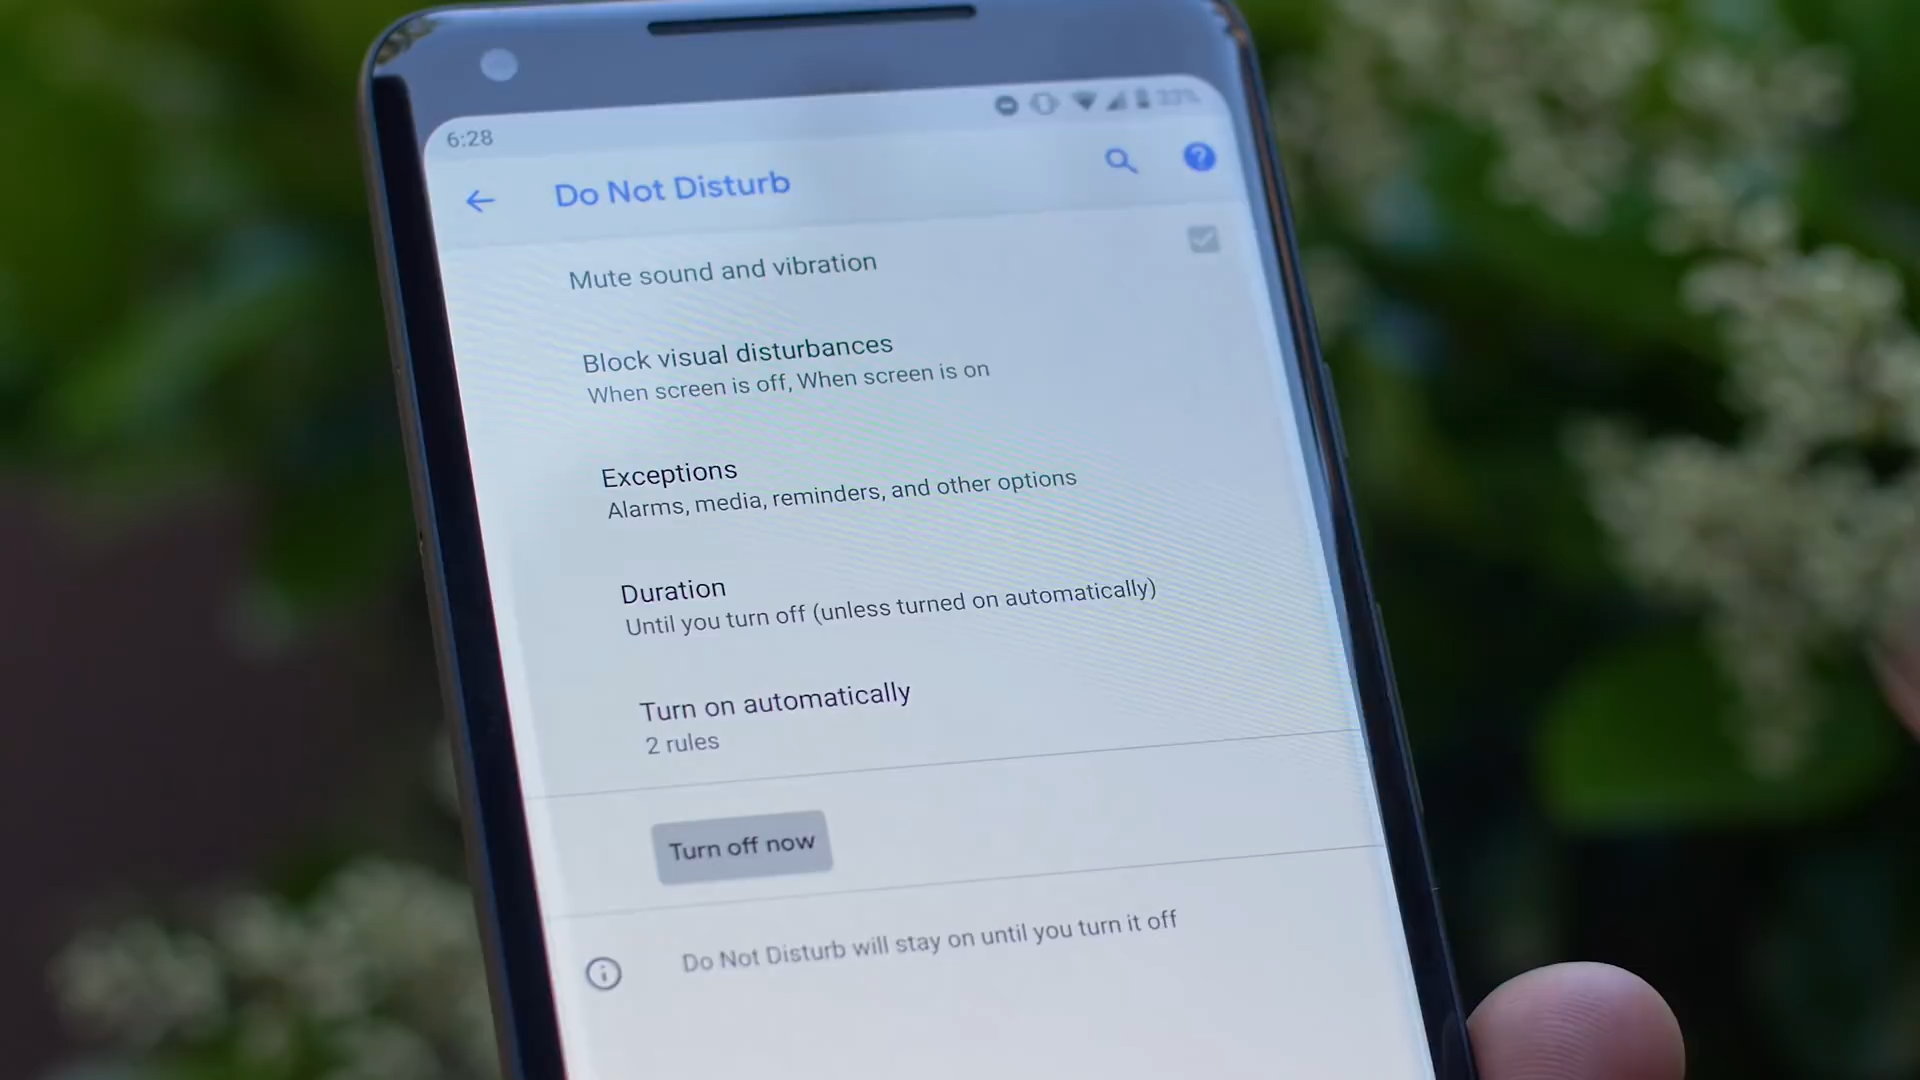 6:28
Do Not Disturb
Mute sound and vibration
Block visual disturbances
When screen is off, When screen is on
Exceptions
Alarms, media, reminders, and other options
Duration
Until you turn off (unless turned on automatically)
Turn on automatically
2 rules
Turn off now
Do Not Disturb will stay on until you turn it off